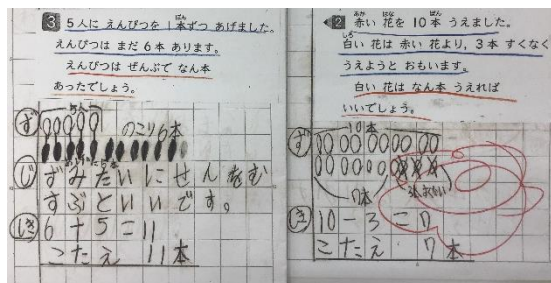 3 5人に えんぴつを 1本ずつ あげました。
えんぴつは まだ 6本 あります。
えんぴつは ぜんぶで なん本
あったでしょう。
ず 5人
のこり6本
じ ずみたいにせんをむ
すぶといいです。
しき 6+5=11
こたえ 11本
2 赤い 花を 10本 うえました。
白い 花は 赤い 花より、3本 すくなく
うえようと おもいます。
白い 花は なん本 うえれば
いいでしょう。
ず 10本
7本
しき 10-3=7
こたえ 7本